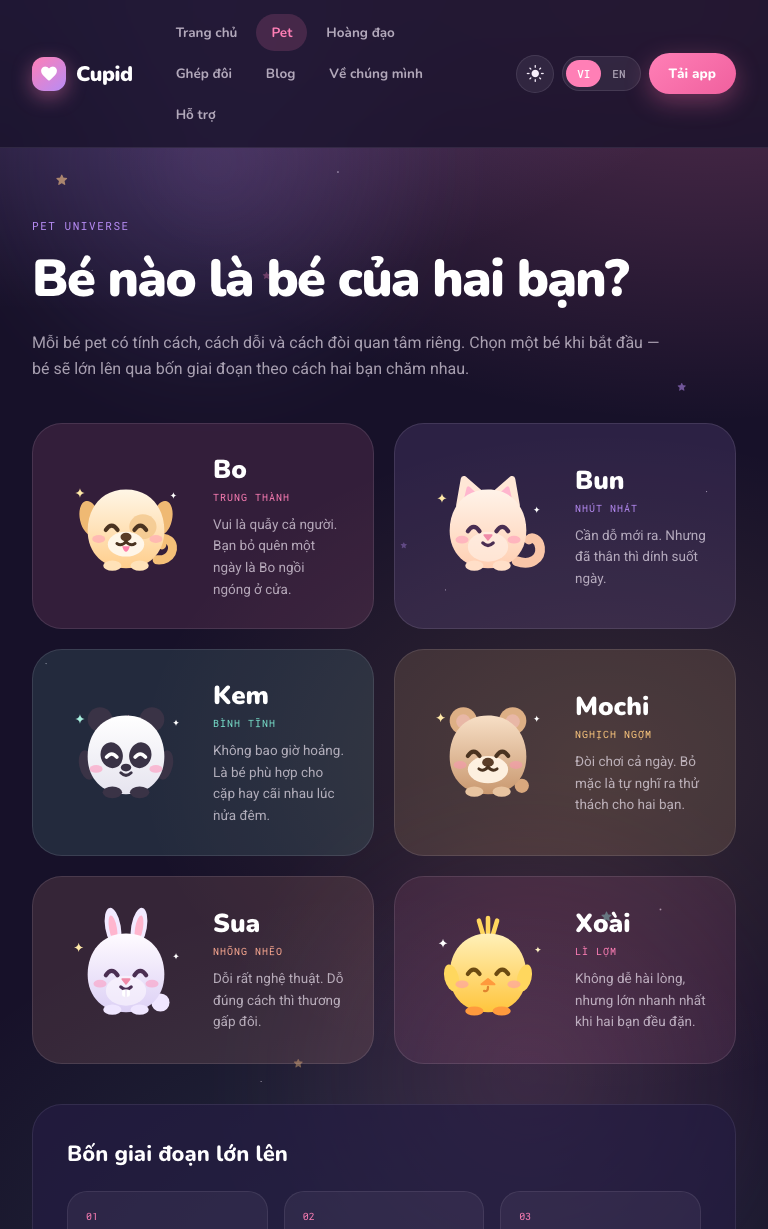 Cupid
Trang chủ
Pet
Hoàng đạo
Ghép đôi
Blog
Về chúng mình
Hỗ trợ
VI
EN
Tải app
PET UNIVERSE
Bé nào là bé của hai bạn?
Mỗi bé pet có tính cách, cách dỗi và cách đòi quan tâm riêng. Chọn một bé khi bắt đầu —
bé sẽ lớn lên qua bốn giai đoạn theo cách hai bạn chăm nhau.
Bo
TRUNG THÀNH
Vui là quẫy cả người.
Bạn bỏ quên một
ngày là Bo ngồi
ngóng ở cửa.
Bun
NHÚT NHÁT
Cần dỗ mới ra. Nhưng
đã thân thì dính suốt
ngày.
Kem
BÌNH TĨNH
Không bao giờ hoảng.
Là bé phù hợp cho
cặp hay cãi nhau lúc
nửa đêm.
Mochi
NGHỊCH NGỢM
Đòi chơi cả ngày. Bỏ
mặc là tự nghĩ ra thử
thách cho hai bạn.
Sua
NHÕNG NHẼO
Dỗi rất nghệ thuật. Dỗ
đúng cách thì thương
gấp đôi.
Xoài
LÌ LỢM
Không dễ hài lòng,
nhưng lớn nhanh nhất
khi hai bạn đều đặn.
Bốn giai đoạn lớn lên
01
02
03